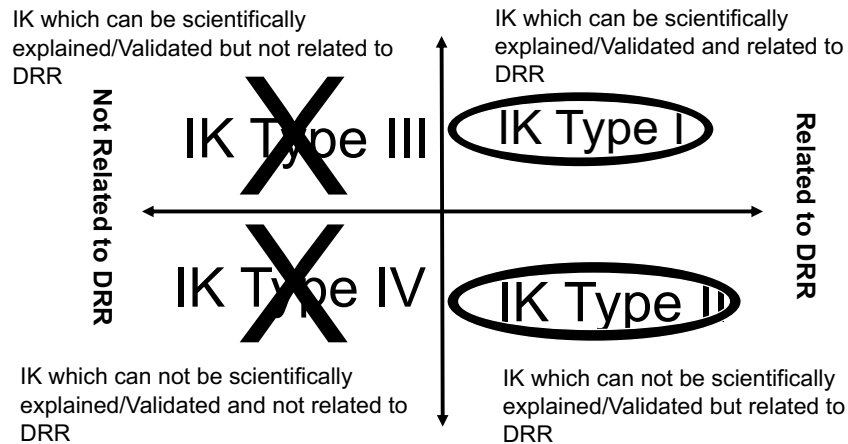 IK which can be scientifically
explained/Validated but not related to
DRR
IK which can be scientifically
explained/Validated and related to
DRR
Not Related to DRR
IK Type III
IK Type I
Related to DRR
IK Type IV
IK Type II
IK which can not be scientifically
explained/Validated and not related to
DRR
IK which can not be scientifically
explained/Validated but related to
DRR